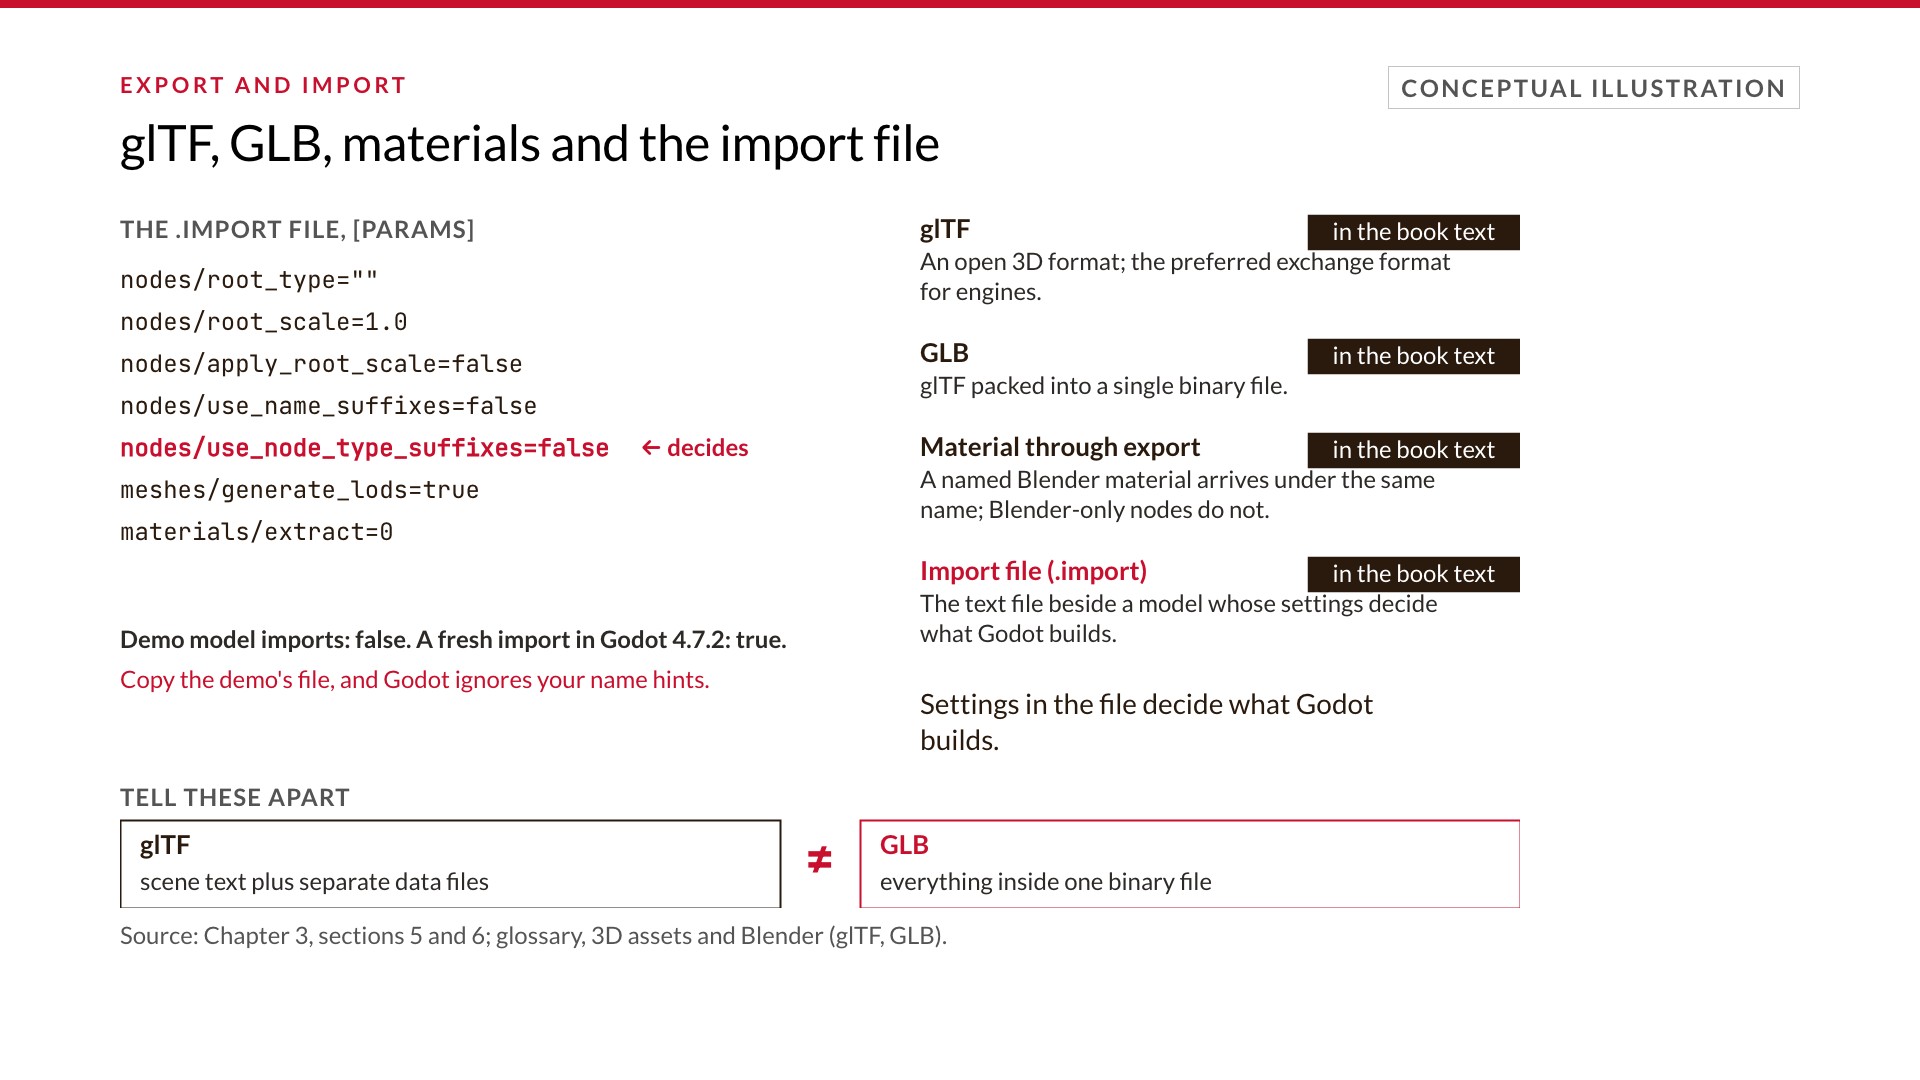 EXPORT AND IMPORT
CONCEPTUAL ILLUSTRATION
glTF, GLB, materials and the import file
THE .IMPORT FILE, [PARAMS]
nodes/root_type=""
nodes/root_scale=1.0
nodes/apply_root_scale=false
nodes/use_name_suffixes=false
nodes/use_node_type_suffixes=false ← decides
meshes/generate_lods=true
materials/extract=0
Demo model imports: false. A fresh import in Godot 4.7.2: true.
Copy the demo's file, and Godot ignores your name hints.
glTF
in the book text
An open 3D format; the preferred exchange format
for engines.
GLB
in the book text
glTF packed into a single binary file.
Material through export
in the book text
A named Blender material arrives under the same
name; Blender-only nodes do not.
Import file (.import)
in the book text
The text file beside a model whose settings decide
what Godot builds.
Settings in the file decide what Godot
builds.
TELL THESE APART
glTF
scene text plus separate data files
≠
GLB
everything inside one binary file
Source: Chapter 3, sections 5 and 6; glossary, 3D assets and Blender (glTF, GLB).